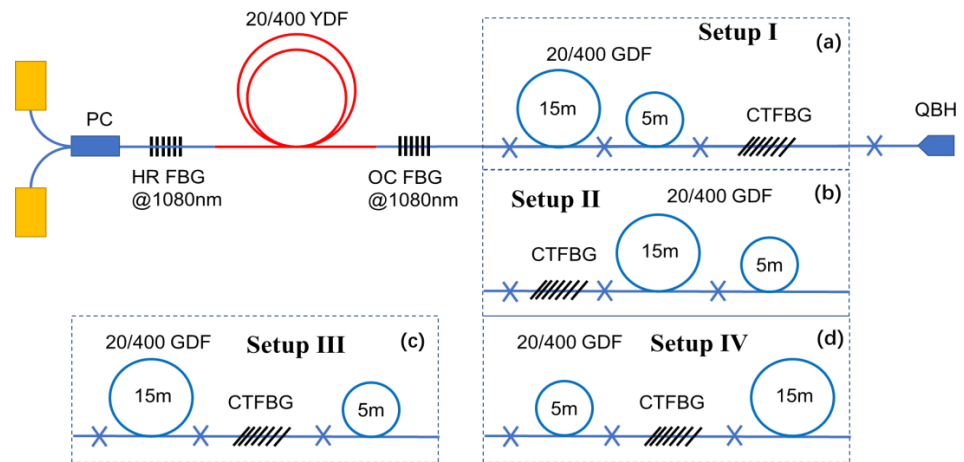 20/400 YDF
PC
HR FBG
@1080nm
OC FBG
@1080nm
Setup I
(a)
20/400 GDF
15m
5m
CTFBG
QBH
Setup II
(b)
20/400 GDF
CTFBG
15m
5m
Setup III
(c)
20/400 GDF
15m
CTFBG
5m
Setup IV
(d)
20/400 GDF
5m
CTFBG
15m